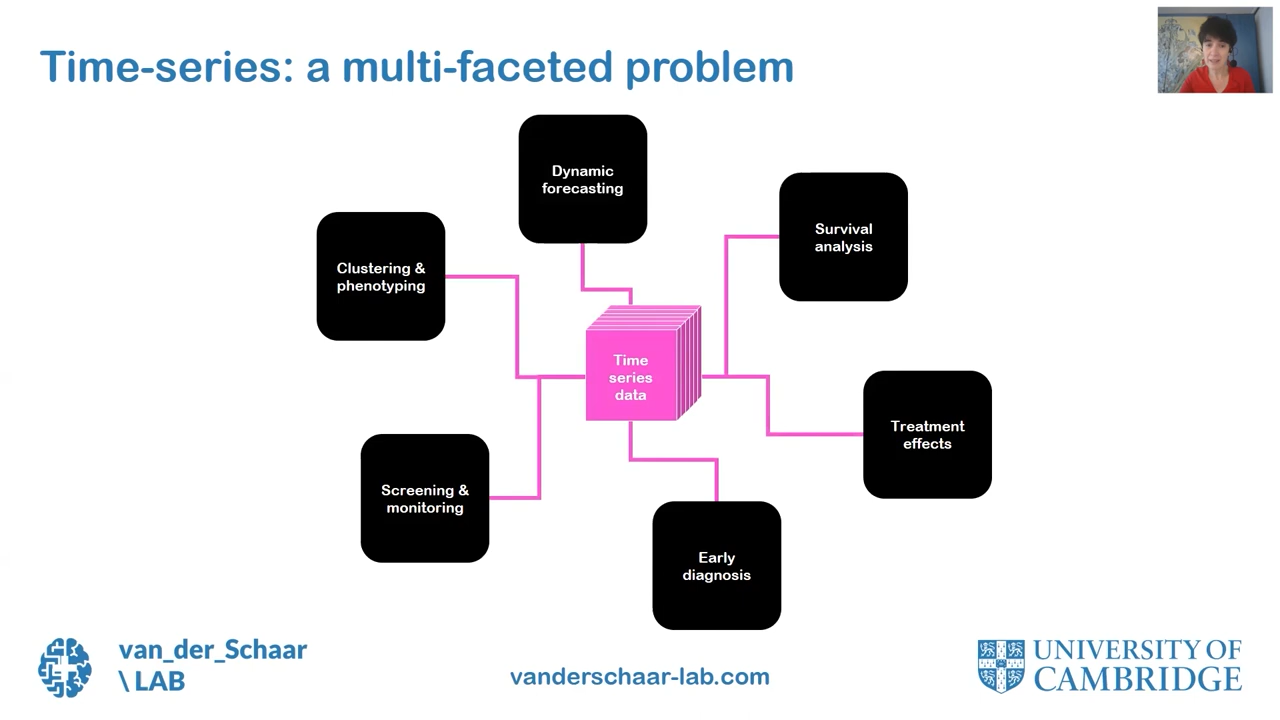 Time-series: a multi-faceted problem
Dynamic
forecasting
Survival
analysis
Clustering &
phenotyping
Time
series
data
Treatment
effects
Screening &
monitoring
Early
diagnosis
van_der_Schaar
\ LAB
vanderschaar-lab.com
UNIVERSITY OF
CAMBRIDGE